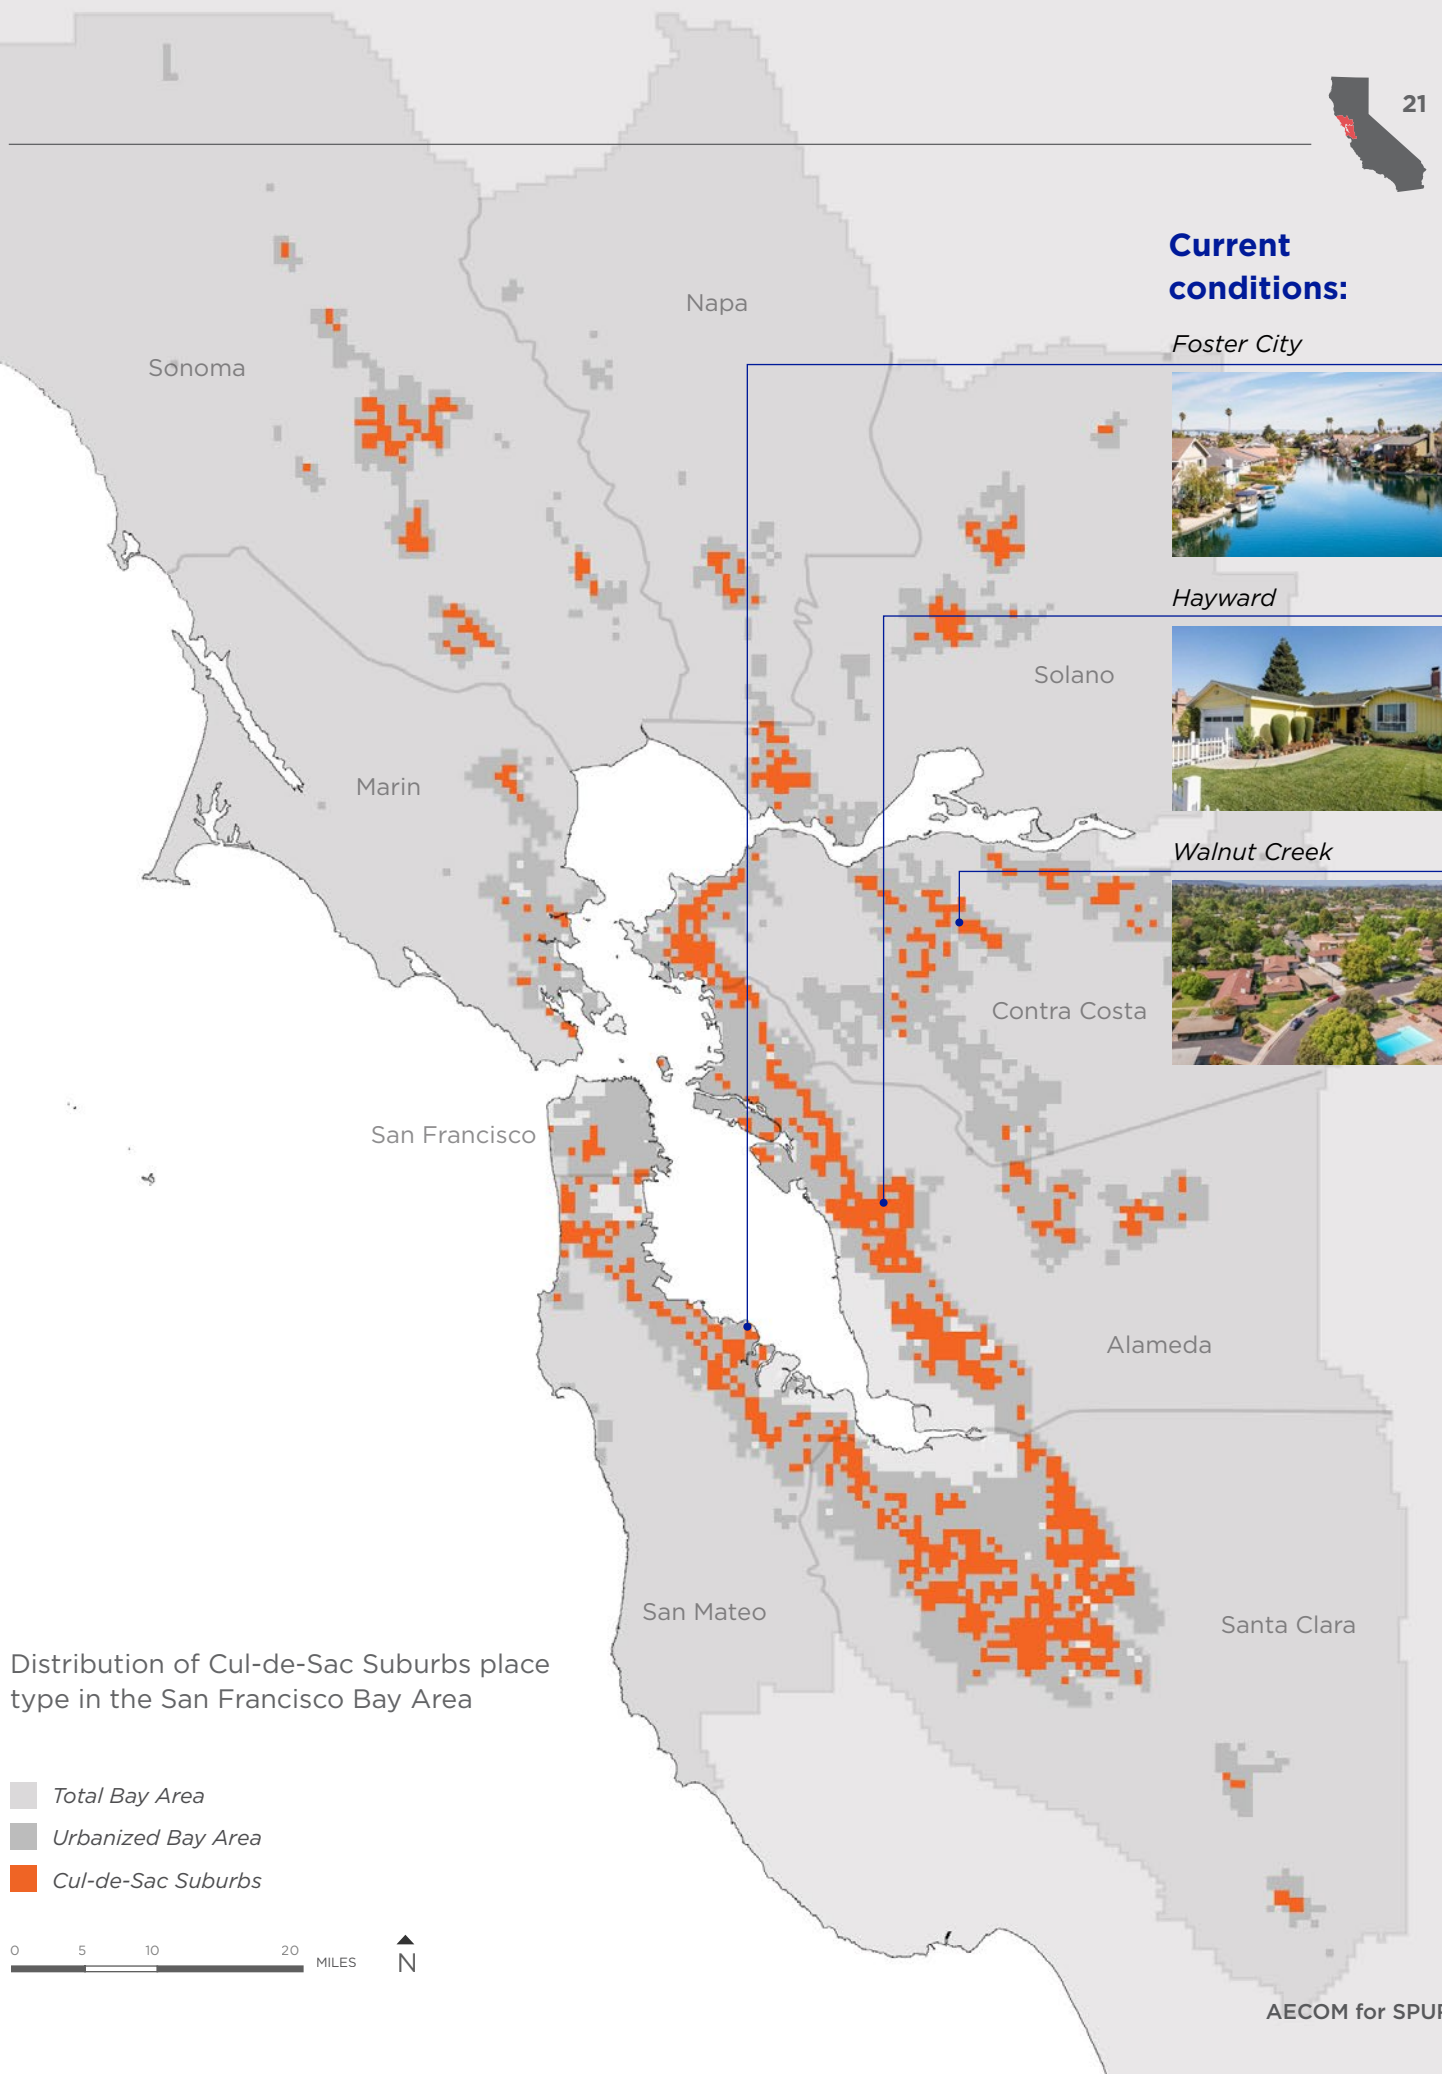 21
Current
conditions:
Foster City
Napa
Sonoma
Hayward
Solano
Marin
Walnut Creek
Contra Costa
San Francisco
Alameda
San Mateo
Santa Clara
Distribution of Cul-de-Sac Suburbs place
type in the San Francisco Bay Area
Total Bay Area
Urbanized Bay Area
Cul-de-Sac Suburbs
0 5 10 20 MILES N
AECOM for SPUR